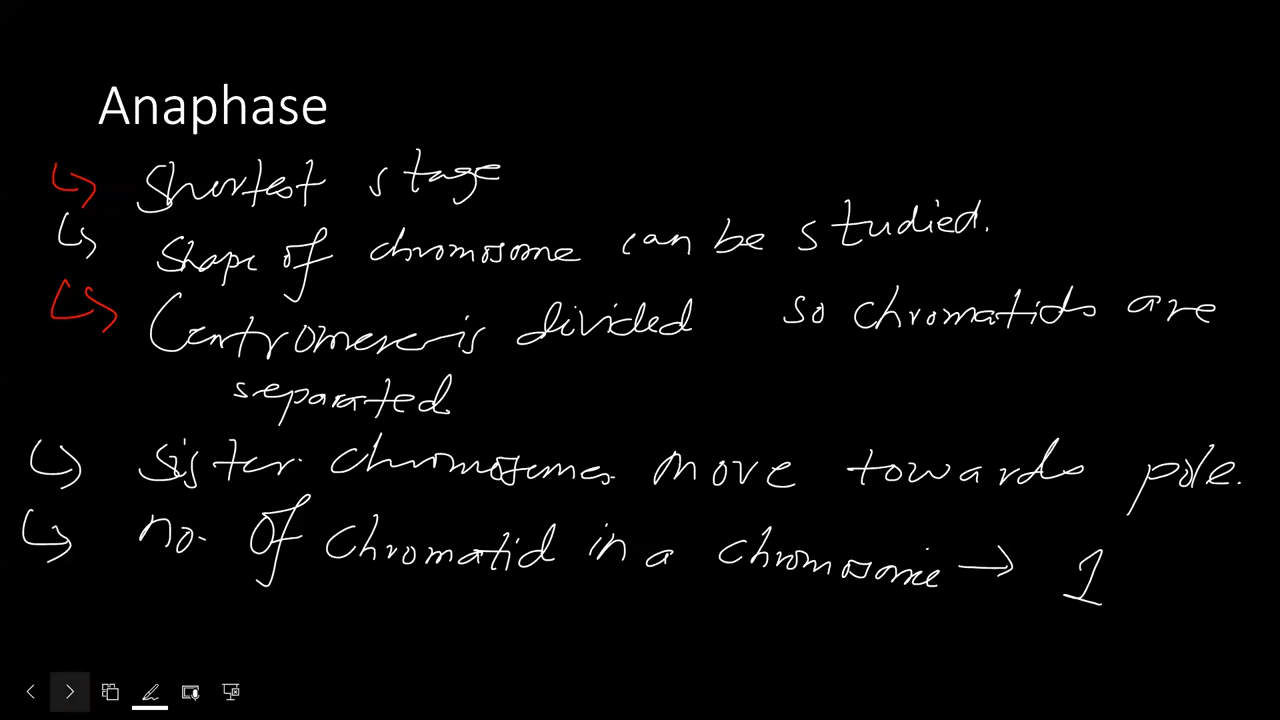 Anaphase
Shortest stage
Shape of chromosome can be studied.
Centromere is divided so chromatids are
separated
sister chromosomes move towards pole.
no. of chromatid in a chromosome → 1